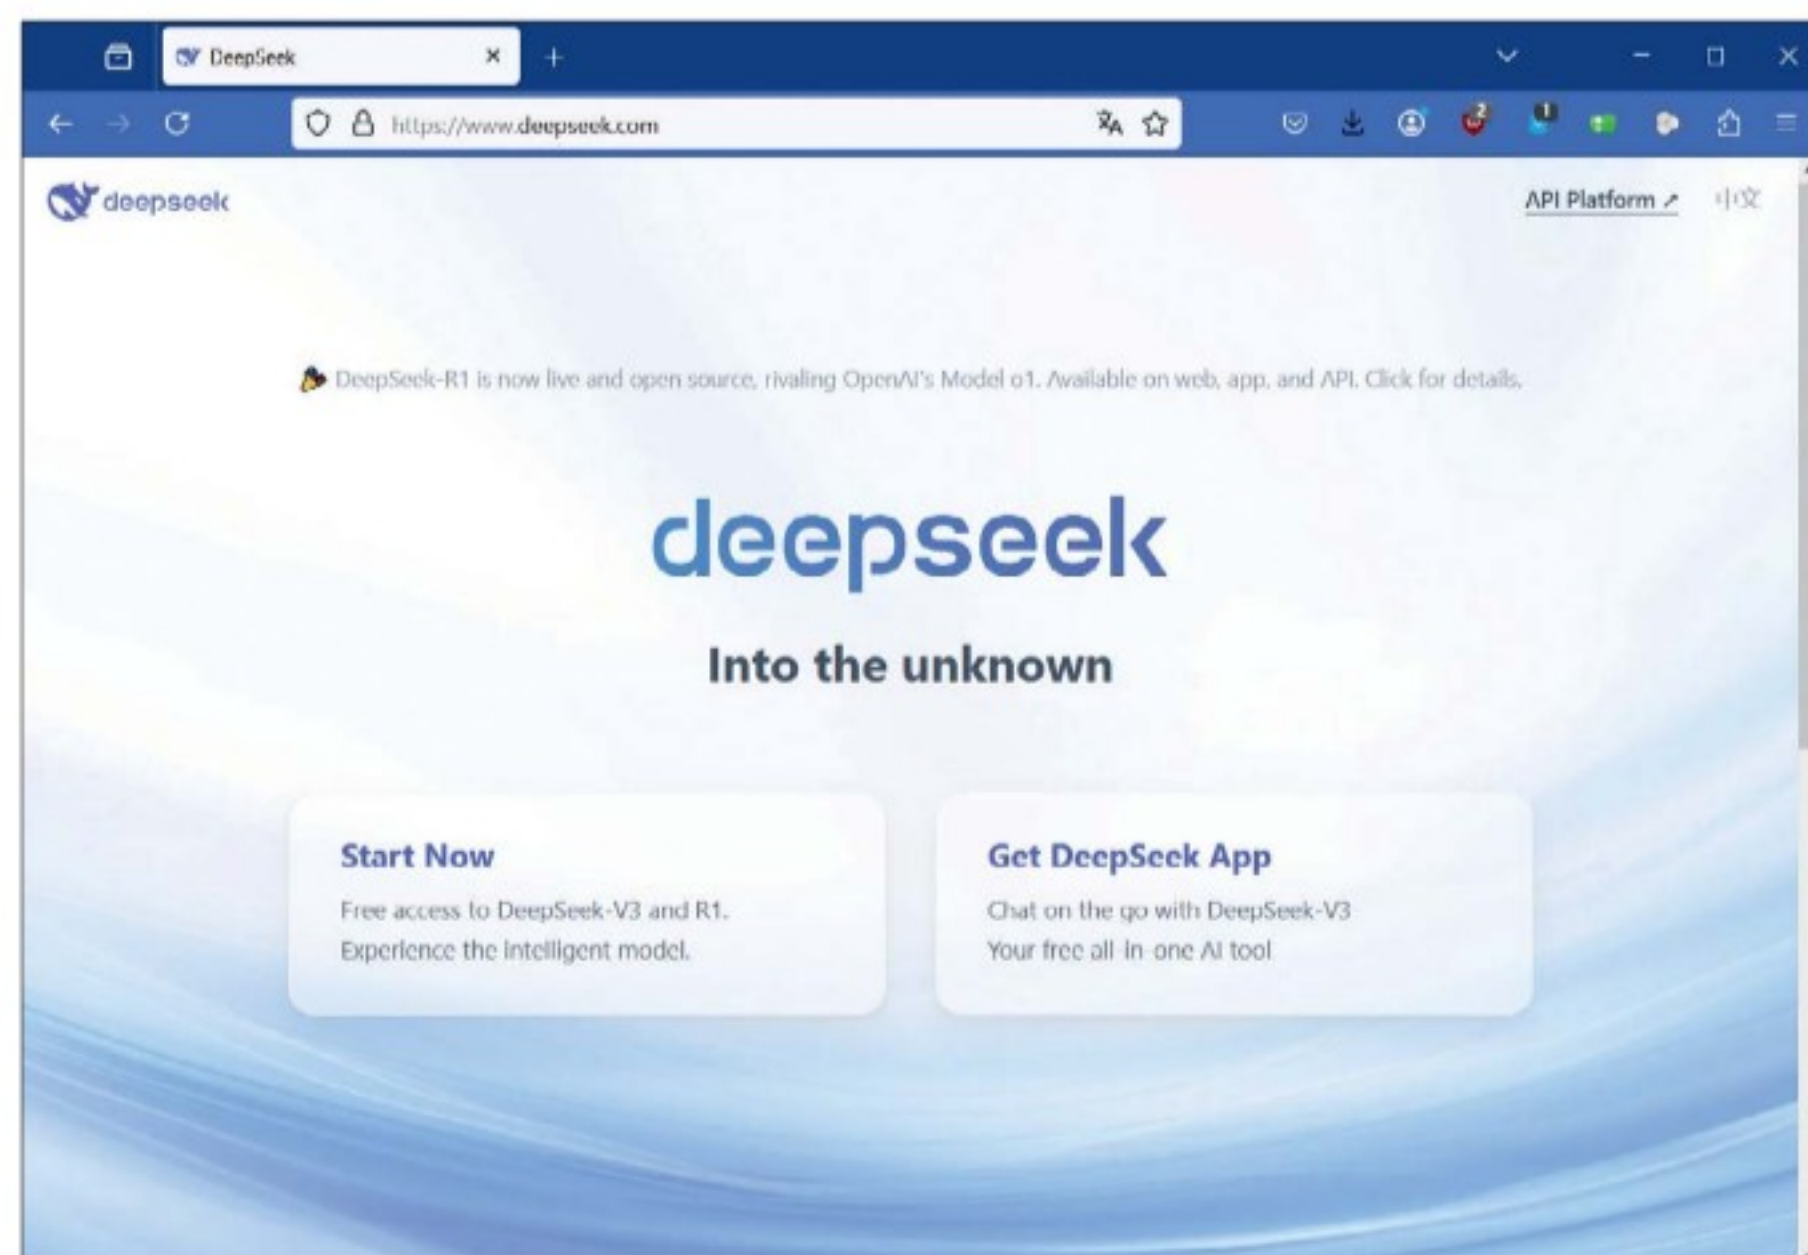 DeepSeek
https://www.deepseek.com
2
1
deepseek
API Platform
中文
DeepSeek-R1 is now live and open source, rivaling OpenAI's Model o1. Available on web, app, and API. Click for details.
deepseek
Into the unknown
Start Now
Free access to DeepSeek-V3 and R1.
Experience the intelligent model.
Get DeepSeek App
Chat on the go with DeepSeek-V3
Your free all-in-one AI tool